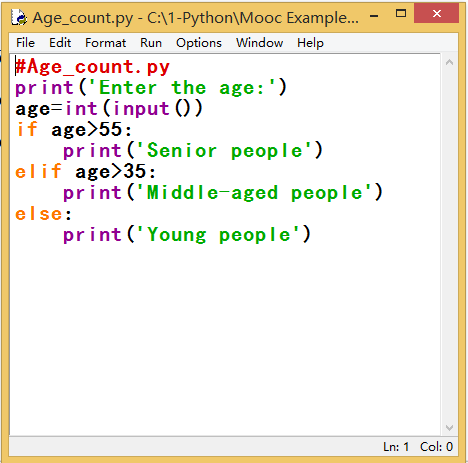 Age_count.py - C:\1-Python\Mooc Example...
File Edit Format Run Options Window Help
#Age_count.py
print('Enter the age:')
age=int(input())
if age>55:
    print('Senior people')
elif age>35:
    print('Middle-aged people')
else:
    print('Young people')
Ln: 1 Col: 0